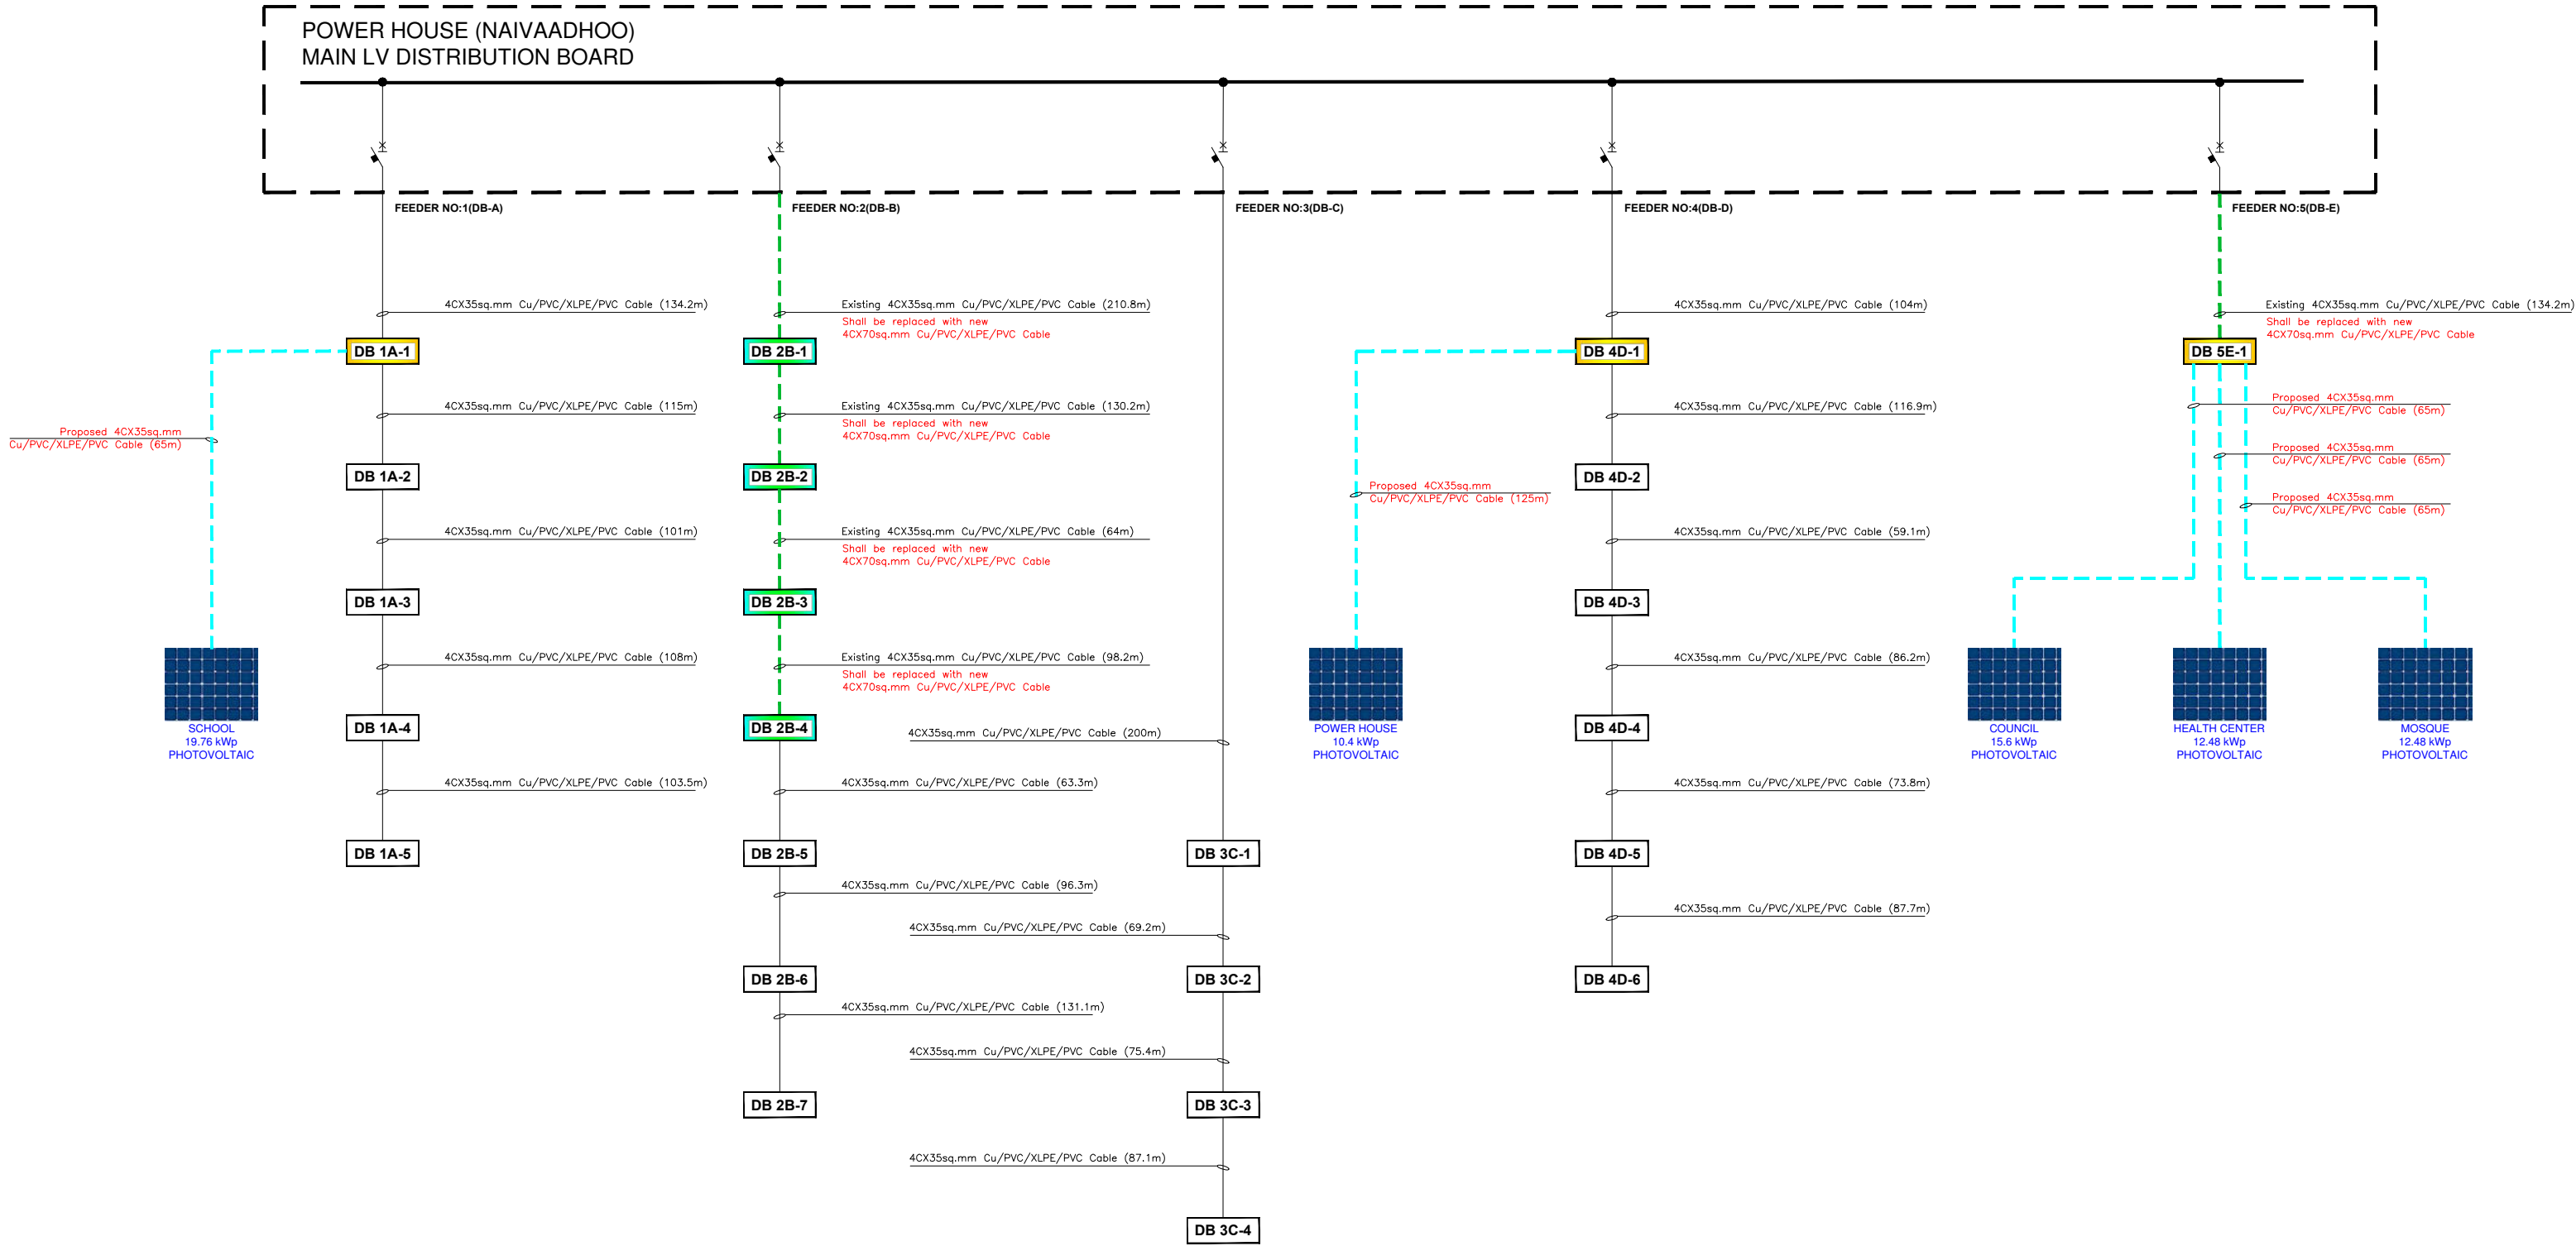 POWER HOUSE (NAIVAADHOO)
MAIN LV DISTRIBUTION BOARD
FEEDER NO:1(DB-A)
FEEDER NO:2(DB-B)
FEEDER NO:3(DB-C)
FEEDER NO:4(DB-D)
FEEDER NO:5(DB-E)
4CX35sq.mm Cu/PVC/XLPE/PVC Cable (134.2m)
DB 1A-1
4CX35sq.mm Cu/PVC/XLPE/PVC Cable (115m)
Proposed 4CX35sq.mm
Cu/PVC/XLPE/PVC Cable (65m)
DB 1A-2
4CX35sq.mm Cu/PVC/XLPE/PVC Cable (101m)
DB 1A-3
4CX35sq.mm Cu/PVC/XLPE/PVC Cable (108m)
DB 1A-4
SCHOOL
19.76 kWp
PHOTOVOLTAIC
4CX35sq.mm Cu/PVC/XLPE/PVC Cable (103.5m)
DB 1A-5
Existing 4CX35sq.mm Cu/PVC/XLPE/PVC Cable (210.8m)
Shall be replaced with new
4CX70sq.mm Cu/PVC/XLPE/PVC Cable
DB 2B-1
Existing 4CX35sq.mm Cu/PVC/XLPE/PVC Cable (130.2m)
Shall be replaced with new
4CX70sq.mm Cu/PVC/XLPE/PVC Cable
DB 2B-2
Existing 4CX35sq.mm Cu/PVC/XLPE/PVC Cable (64m)
Shall be replaced with new
4CX70sq.mm Cu/PVC/XLPE/PVC Cable
DB 2B-3
Existing 4CX35sq.mm Cu/PVC/XLPE/PVC Cable (98.2m)
Shall be replaced with new
4CX70sq.mm Cu/PVC/XLPE/PVC Cable
DB 2B-4
4CX35sq.mm Cu/PVC/XLPE/PVC Cable (63.3m)
DB 2B-5
4CX35sq.mm Cu/PVC/XLPE/PVC Cable (96.3m)
DB 2B-6
4CX35sq.mm Cu/PVC/XLPE/PVC Cable (131.1m)
DB 2B-7
4CX35sq.mm Cu/PVC/XLPE/PVC Cable (200m)
DB 3C-1
4CX35sq.mm Cu/PVC/XLPE/PVC Cable (69.2m)
DB 3C-2
4CX35sq.mm Cu/PVC/XLPE/PVC Cable (75.4m)
DB 3C-3
4CX35sq.mm Cu/PVC/XLPE/PVC Cable (87.1m)
DB 3C-4
4CX35sq.mm Cu/PVC/XLPE/PVC Cable (104m)
DB 4D-1
4CX35sq.mm Cu/PVC/XLPE/PVC Cable (116.9m)
DB 4D-2
Proposed 4CX35sq.mm
Cu/PVC/XLPE/PVC Cable (125m)
4CX35sq.mm Cu/PVC/XLPE/PVC Cable (59.1m)
DB 4D-3
4CX35sq.mm Cu/PVC/XLPE/PVC Cable (86.2m)
DB 4D-4
POWER HOUSE
10.4 kWp
PHOTOVOLTAIC
4CX35sq.mm Cu/PVC/XLPE/PVC Cable (73.8m)
DB 4D-5
4CX35sq.mm Cu/PVC/XLPE/PVC Cable (87.7m)
DB 4D-6
Existing 4CX35sq.mm Cu/PVC/XLPE/PVC Cable (134.2m)
Shall be replaced with new
4CX70sq.mm Cu/PVC/XLPE/PVC Cable
DB 5E-1
Proposed 4CX35sq.mm
Cu/PVC/XLPE/PVC Cable (65m)
Proposed 4CX35sq.mm
Cu/PVC/XLPE/PVC Cable (65m)
Proposed 4CX35sq.mm
Cu/PVC/XLPE/PVC Cable (65m)
COUNCIL
15.6 kWp
PHOTOVOLTAIC
HEALTH CENTER
12.48 kWp
PHOTOVOLTAIC
MOSQUE
12.48 kWp
PHOTOVOLTAIC